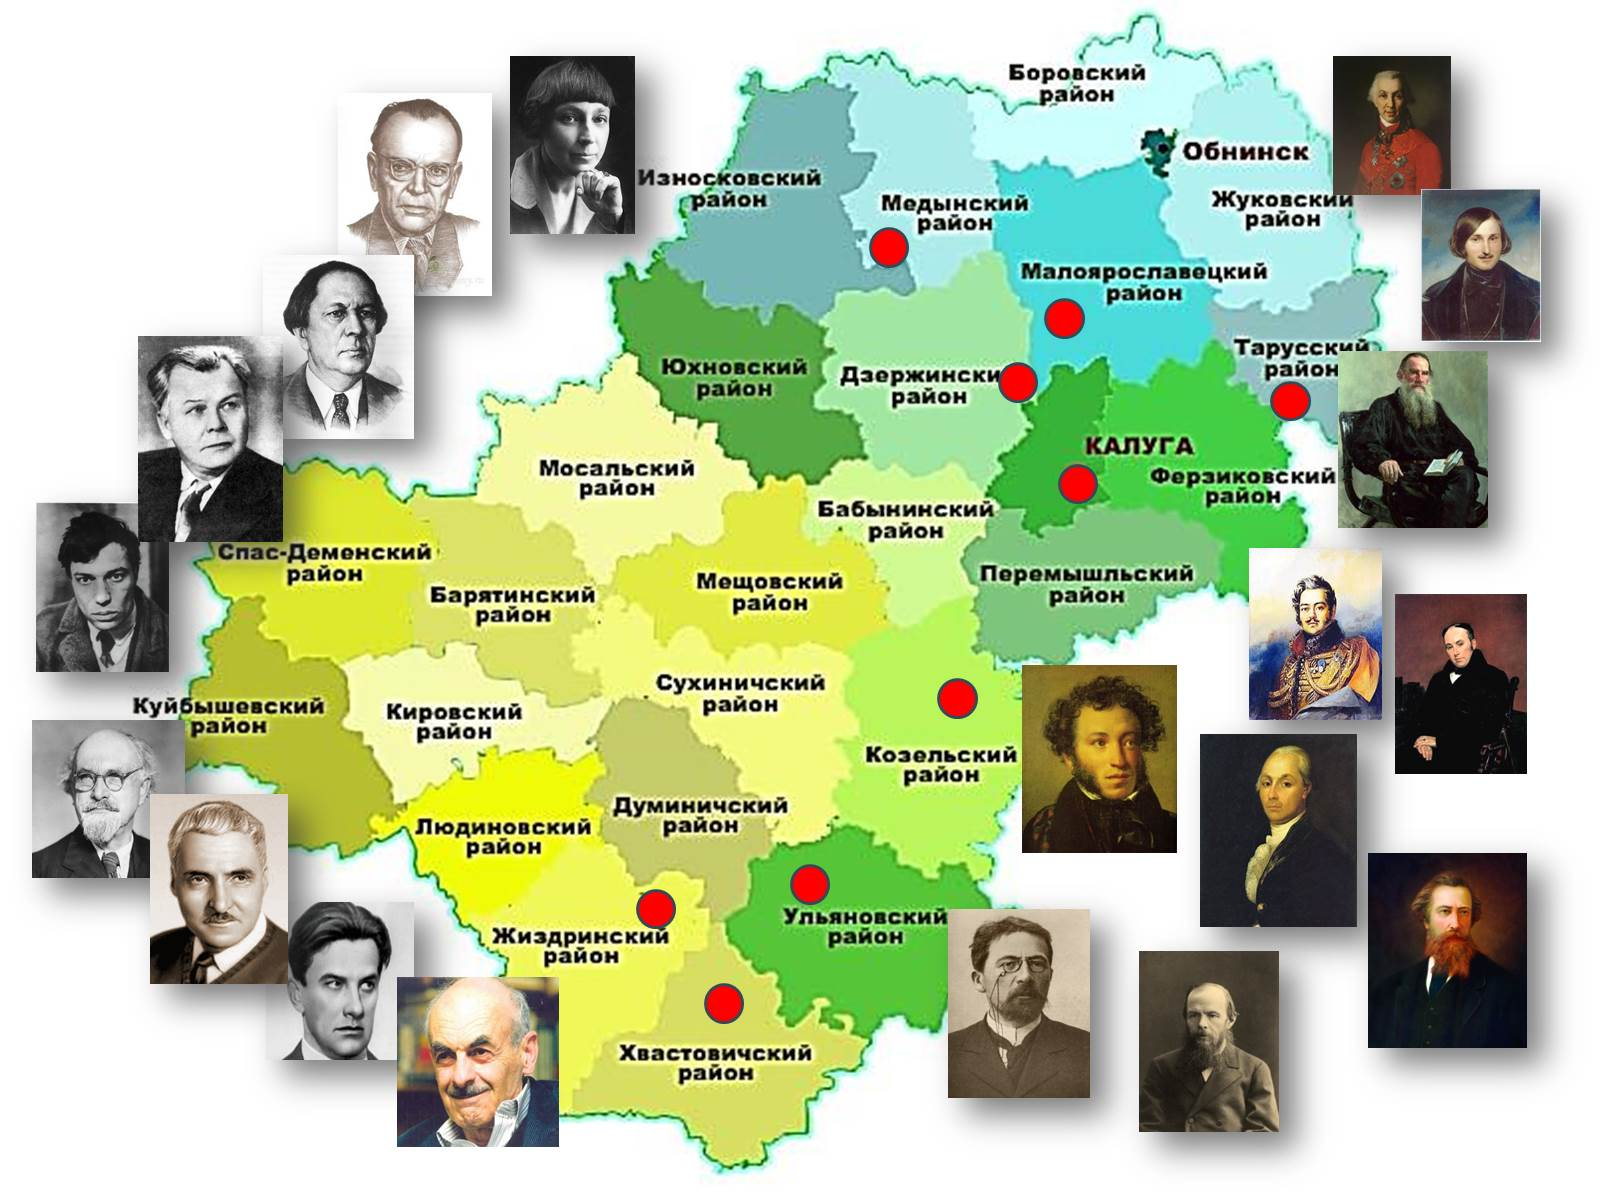 Боровский
район
Обнинск
Износковский
район
Медынский
район
Жуковский
район
Малоярославецкий
район
Юхновский
район
Дзержински
район
Тарусский
район
КАЛУГА
Мосальский
район
Ферзиковский
район
Бабынинский
район
Спас-Деменский
район
Барятинский
район
Мещовский
район
Перемышльский
район
Куйбышевский
район
Кировский
район
Сухиничский
район
Козельский
район
Людиновский
район
Думиничский
район
Жиздринский
район
Ульяновский
район
Хвастовичский
район